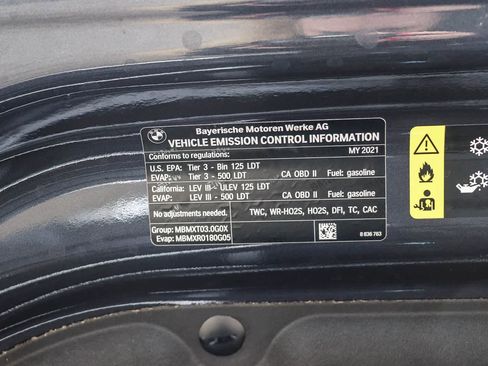 BMW
Bayerische Motoren Werke AG
VEHICLE EMISSION CONTROL INFORMATION
Conforms to regulations: MY 2021
U.S. EPA: Tier 3 - Bin 125 LDT
EVAP: Tier 3 - 500 LDT CA OBD II Fuel: gasoline
California: LEV III - ULEV 125 LDT
EVAP: LEV III - 500 LDT CA OBD II Fuel: gasoline
No adjustments needed. TWC, WR-HO2S, HO2S, DFI, TC, CAC
Group: MBMXT03.0G0X
Evap: MBMXR0180G05 8 836 763